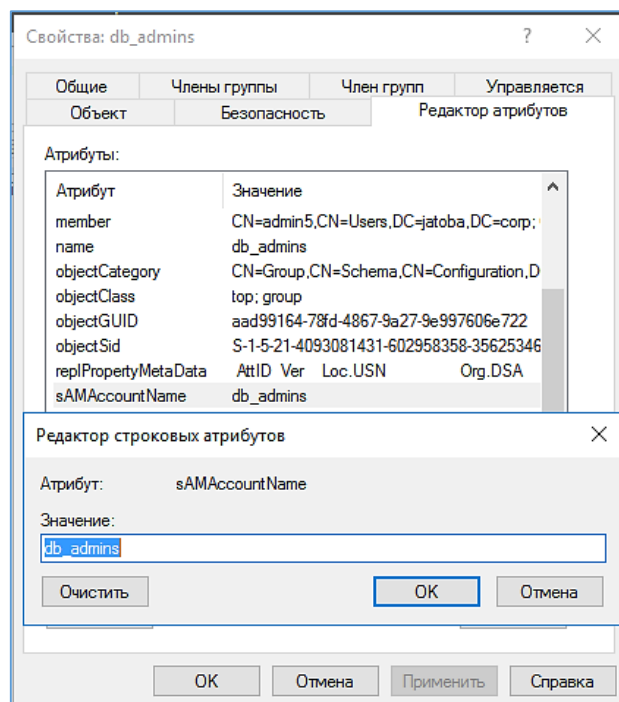 Свойства: db_admins
Общие Члены группы Член групп Управляется
Объект Безопасность Редактор атрибутов
Атрибуты:
Атрибут Значение
member CN=admin5,CN=Users,DC=jatoba,DC=corp;
name db_admins
objectCategory CN=Group,CN=Schema,CN=Configuration,D
objectClass top; group
objectGUID aad99164-78fd-4867-9a27-9e997606e722
objectSid S-1-5-21-4093081431-602958358-35625346
replPropertyMetaData AttID Ver Loc.USN Org.DSA
sAMAccountName db_admins
Редактор строковых атрибутов
Атрибут: sAMAccountName
Значение:
db_admins
Очистить OK Отмена
OK Отмена Применить Справка